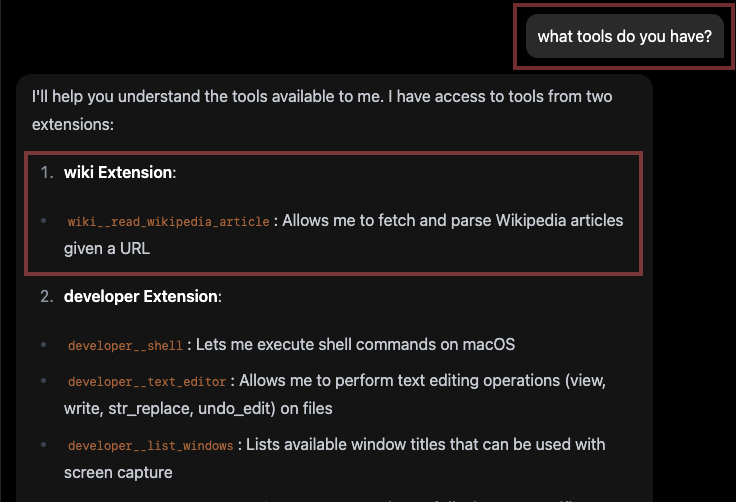 what tools do you have?
I'll help you understand the tools available to me. I have access to tools from two
extensions:
1. wiki Extension:
• wiki__read_wikipedia_article : Allows me to fetch and parse Wikipedia articles
given a URL
2. developer Extension:
• developer__shell : Lets me execute shell commands on macOS
• developer__text_editor : Allows me to perform text editing operations (view,
write, str_replace, undo_edit) on files
• developer__list_windows : Lists available window titles that can be used with
screen capture